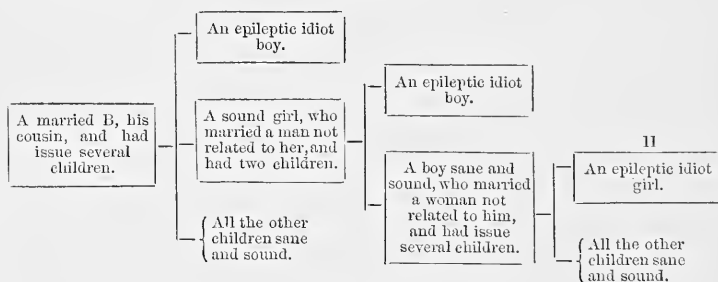 A married B, his
cousin, and had
issue several
children.
An epileptic idiot
boy.
A sound girl, who
married a man not
related to her, and
had two children.
All the other
children sane
and sound.
An epileptic idiot
boy.
A boy sane and
sound, who married
a woman not
related to him,
and had issue
several children.
H
An epileptic idiot
girl.
All the other
children sane
and sound.